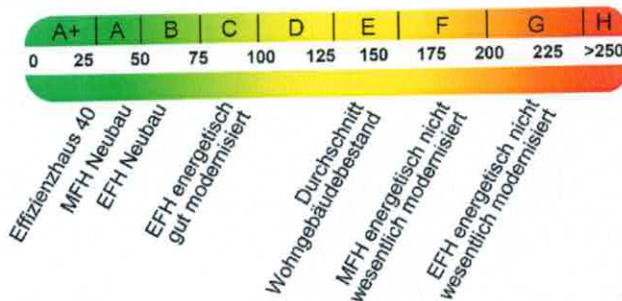 A+ A B C D E F G H
0 25 50 75 100 125 150 175 200 225 >250
Effizienzhaus 40
MFH Neubau
EFH Neubau
EFH energetisch
gut modernisiert
Durchschnitt
Wohngebäudebestand
MFH energetisch nicht
wesentlich modernisiert
EFH energetisch nicht
wesentlich modernisiert